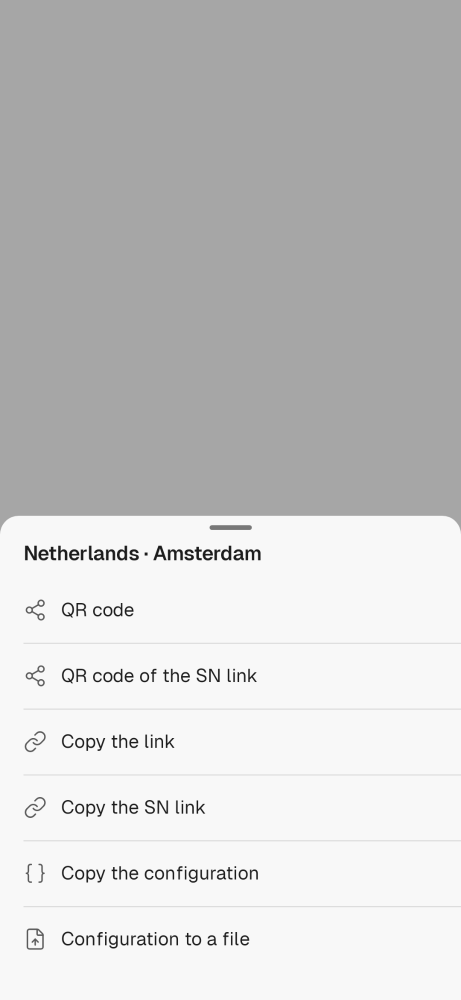 Netherlands · Amsterdam
QR code
QR code of the SN link
Copy the link
Copy the SN link
Copy the configuration
Configuration to a file